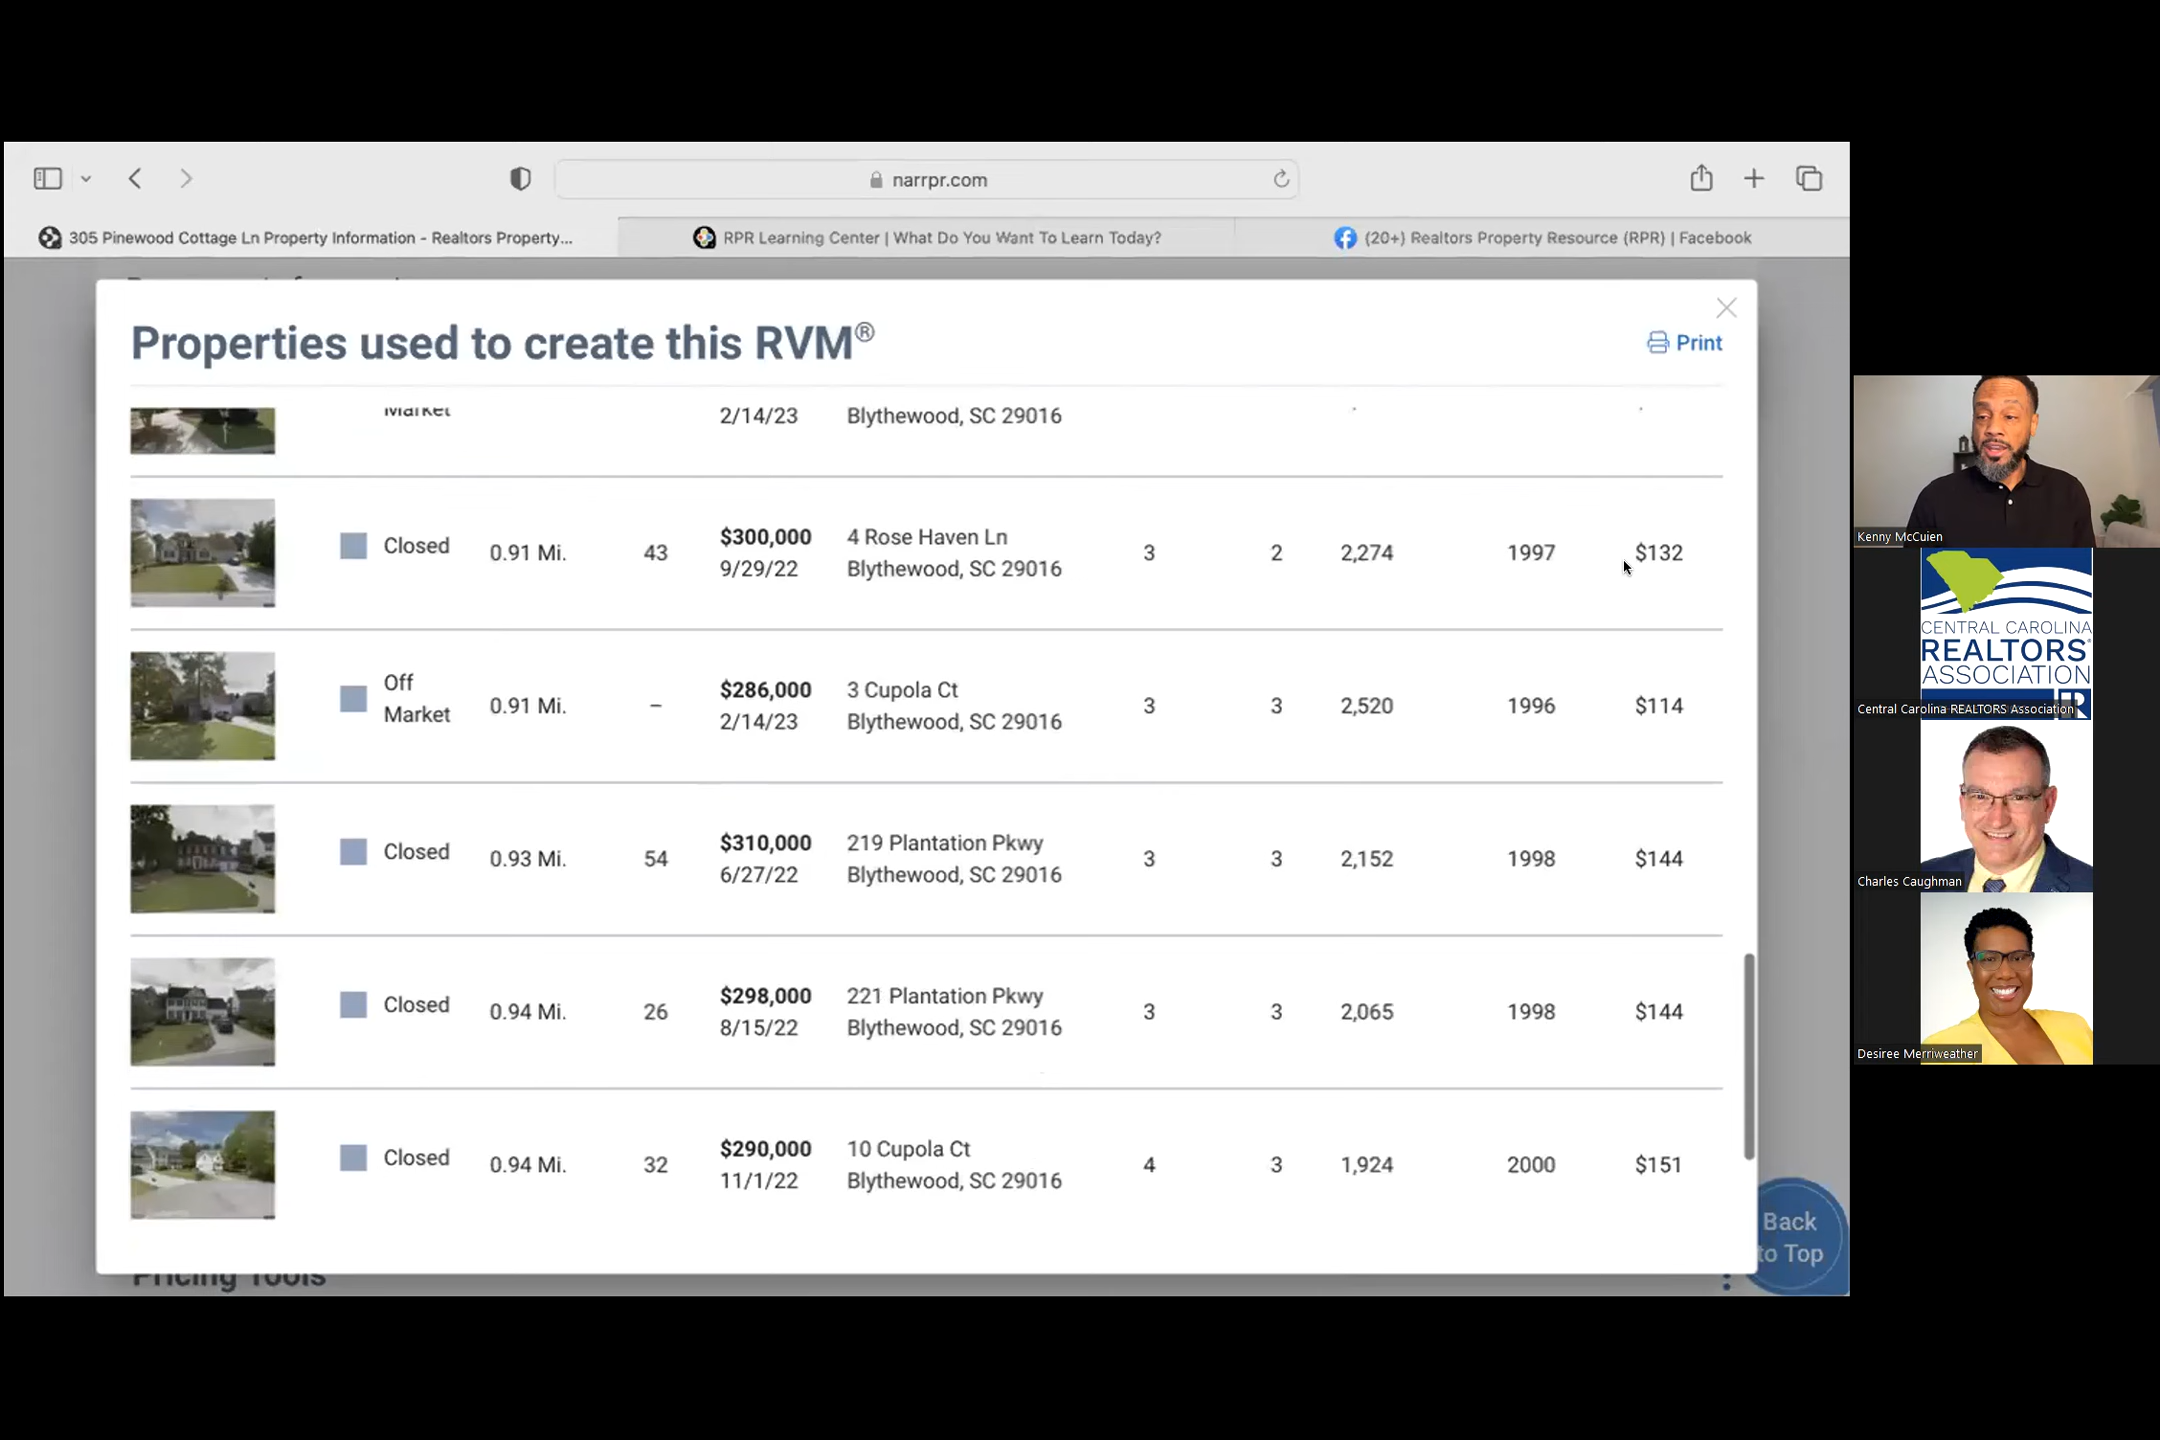 narrpr.com
305 Pinewood Cottage Ln Property Information - Realtors Property...
RPR Learning Center | What Do You Want To Learn Today?
(20+) Realtors Property Resource (RPR) | Facebook
Properties used to create this RVM®
Print
Market 2/14/23 Blythewood, SC 29016
Closed 0.91 Mi. 43 $300,000 4 Rose Haven Ln 3 2 2,274 1997 $132
9/29/22 Blythewood, SC 29016
Off Market 0.91 Mi. – $286,000 3 Cupola Ct 3 3 2,520 1996 $114
2/14/23 Blythewood, SC 29016
Closed 0.93 Mi. 54 $310,000 219 Plantation Pkwy 3 3 2,152 1998 $144
6/27/22 Blythewood, SC 29016
Closed 0.94 Mi. 26 $298,000 221 Plantation Pkwy 3 3 2,065 1998 $144
8/15/22 Blythewood, SC 29016
Closed 0.94 Mi. 32 $290,000 10 Cupola Ct 4 3 1,924 2000 $151
11/1/22 Blythewood, SC 29016
Back
to Top
Pricing Tools
Kenny McCuien
CENTRAL CAROLINA
REALTORS®
ASSOCIATION
Central Carolina REALTORS Association
Charles Caughman
Desiree Merriweather